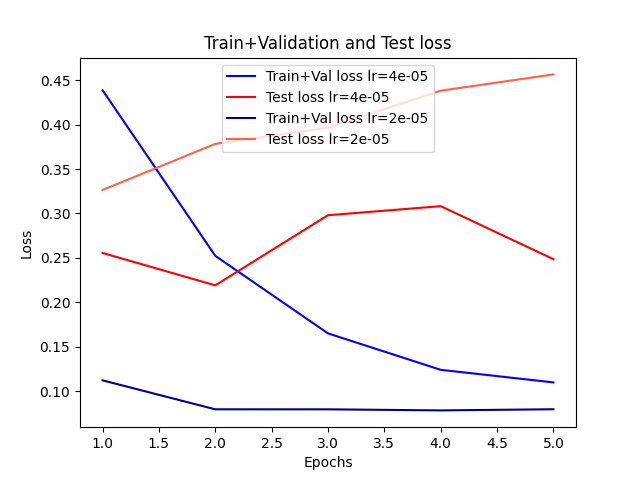 Train+Validation and Test loss
Train+Val loss lr=4e-05
Test loss lr=4e-05
Train+Val loss lr=2e-05
Test loss lr=2e-05
Loss
0.45
0.40
0.35
0.30
0.25
0.20
0.15
0.10
1.0 1.5 2.0 2.5 3.0 3.5 4.0 4.5 5.0
Epochs